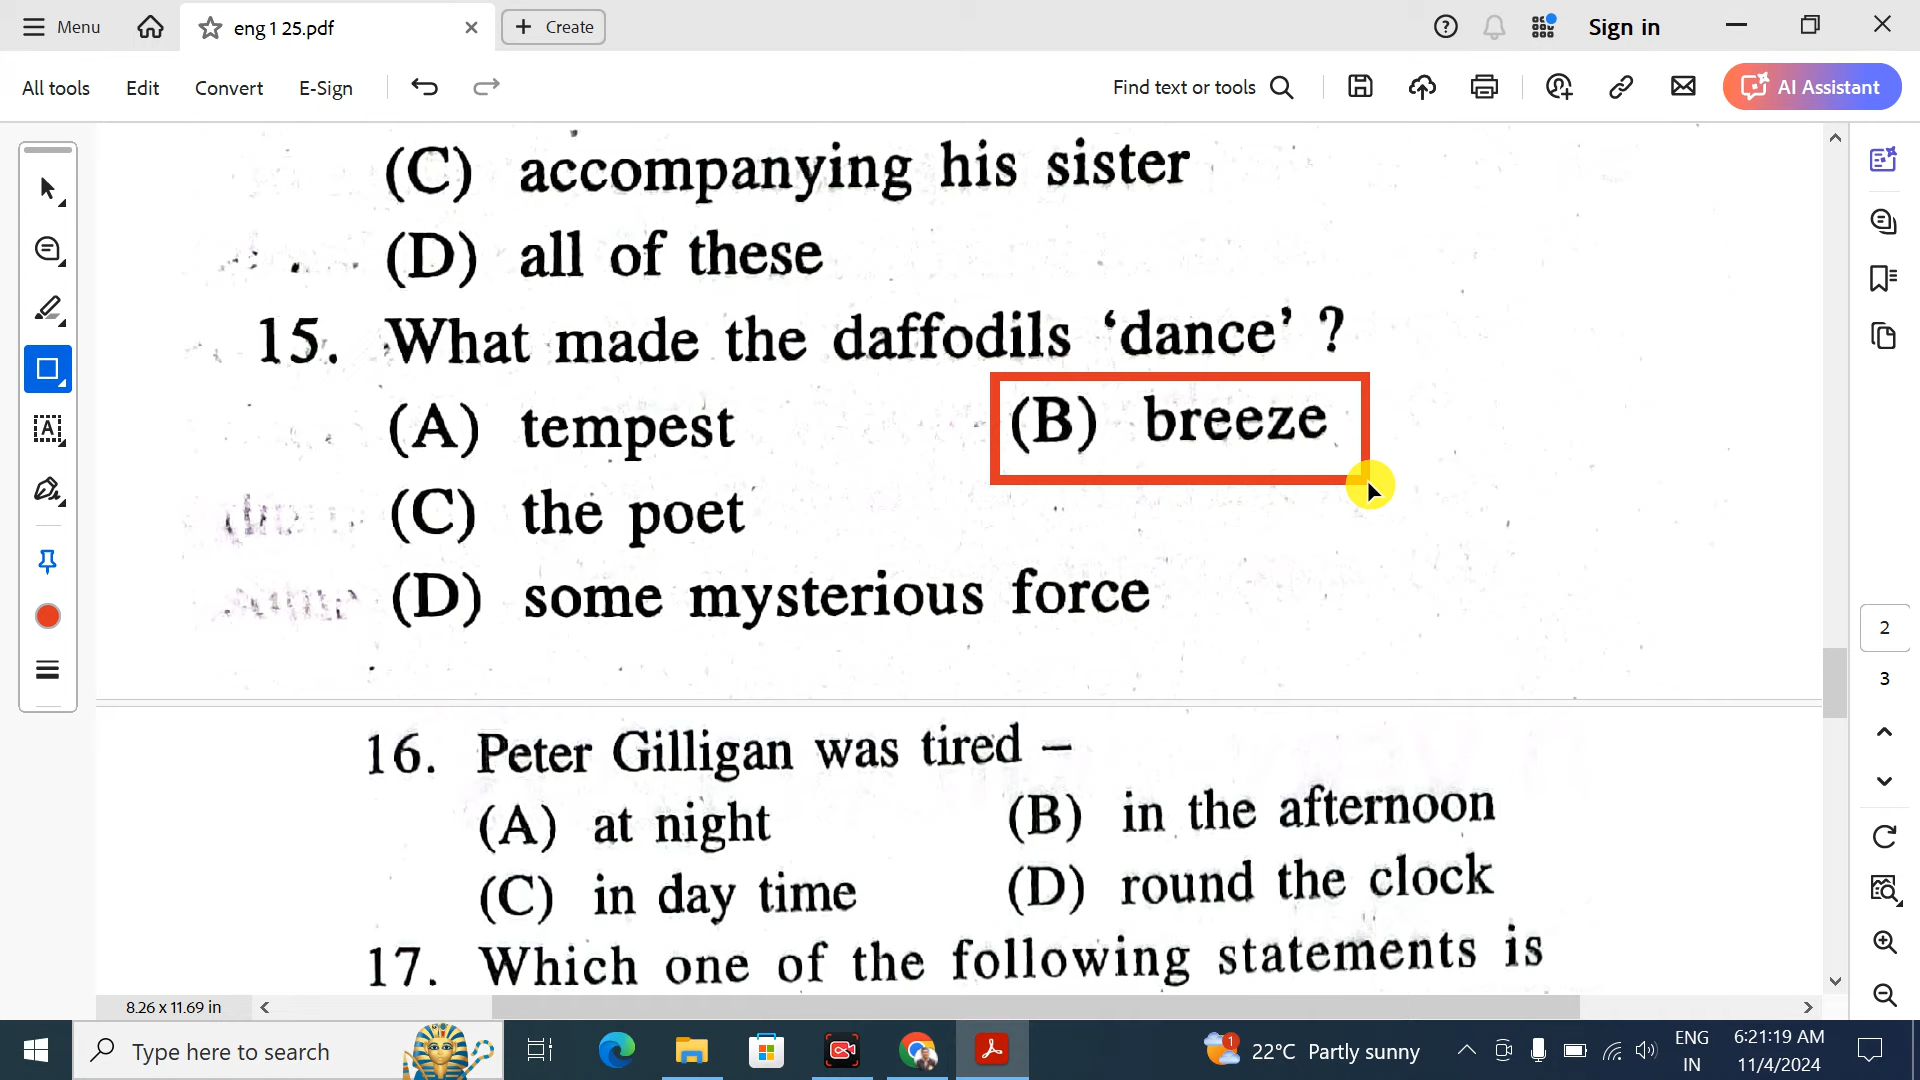 Menu
eng 1 25.pdf
Create
Sign in
All tools
Edit
Convert
E-Sign
Find text or tools
AI Assistant
(C) accompanying his sister
(D) all of these
15. What made the daffodils ‘dance’ ?
(A) tempest (B) breeze
(C) the poet
(D) some mysterious force
16. Peter Gilligan was tired –
(A) at night (B) in the afternoon
(C) in day time (D) round the clock
17. Which one of the following statements is
2
3
8.26 x 11.69 in
Type here to search
1
22°C Partly sunny
ENG
IN
6:21:19 AM
11/4/2024